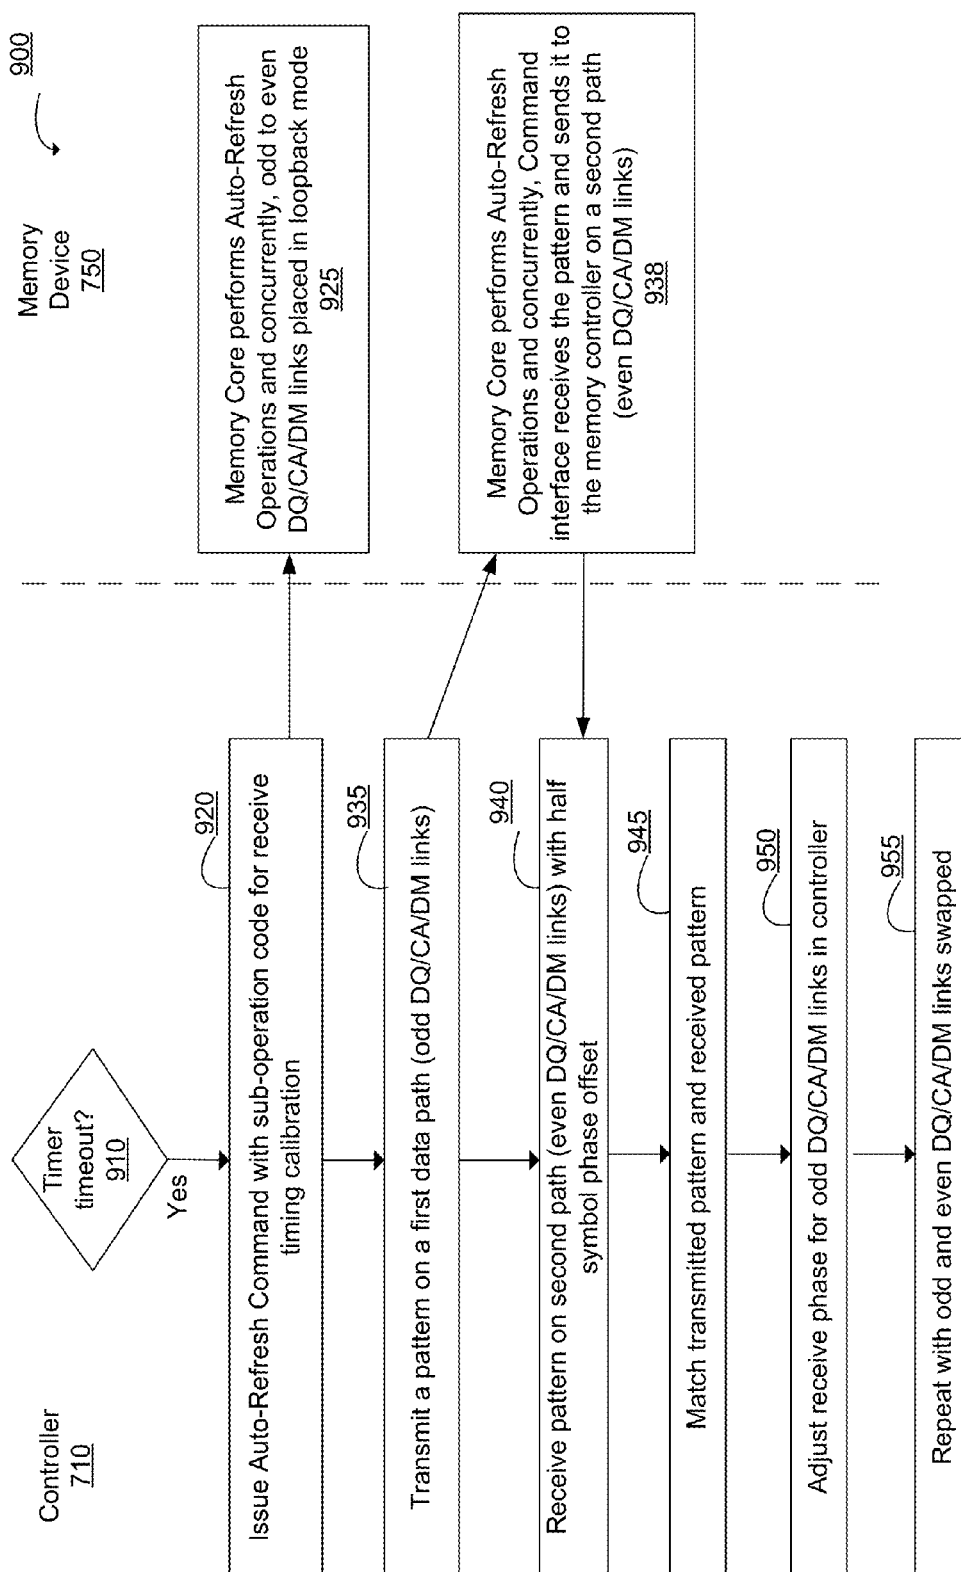 Controller
710
Memory
Device
750
900
Timer
timeout?
910
Yes
920
Issue Auto-Refresh Command with sub-operation code for receive
timing calibration
Memory Core performs Auto-Refresh
Operations and concurrently, odd to even
DQ/CA/DM links placed in loopback mode
925
935
Transmit a pattern on a first data path (odd DQ/CA/DM links)
Memory Core performs Auto-Refresh
Operations and concurrently, Command
interface receives the pattern and sends it to
the memory controller on a second path
(even DQ/CA/DM links)
938
940
Receive pattern on second path (even DQ/CA/DM links) with half
symbol phase offset
945
Match transmitted pattern and received pattern
950
Adjust receive phase for odd DQ/CA/DM links in controller
955
Repeat with odd and even DQ/CA/DM links swapped